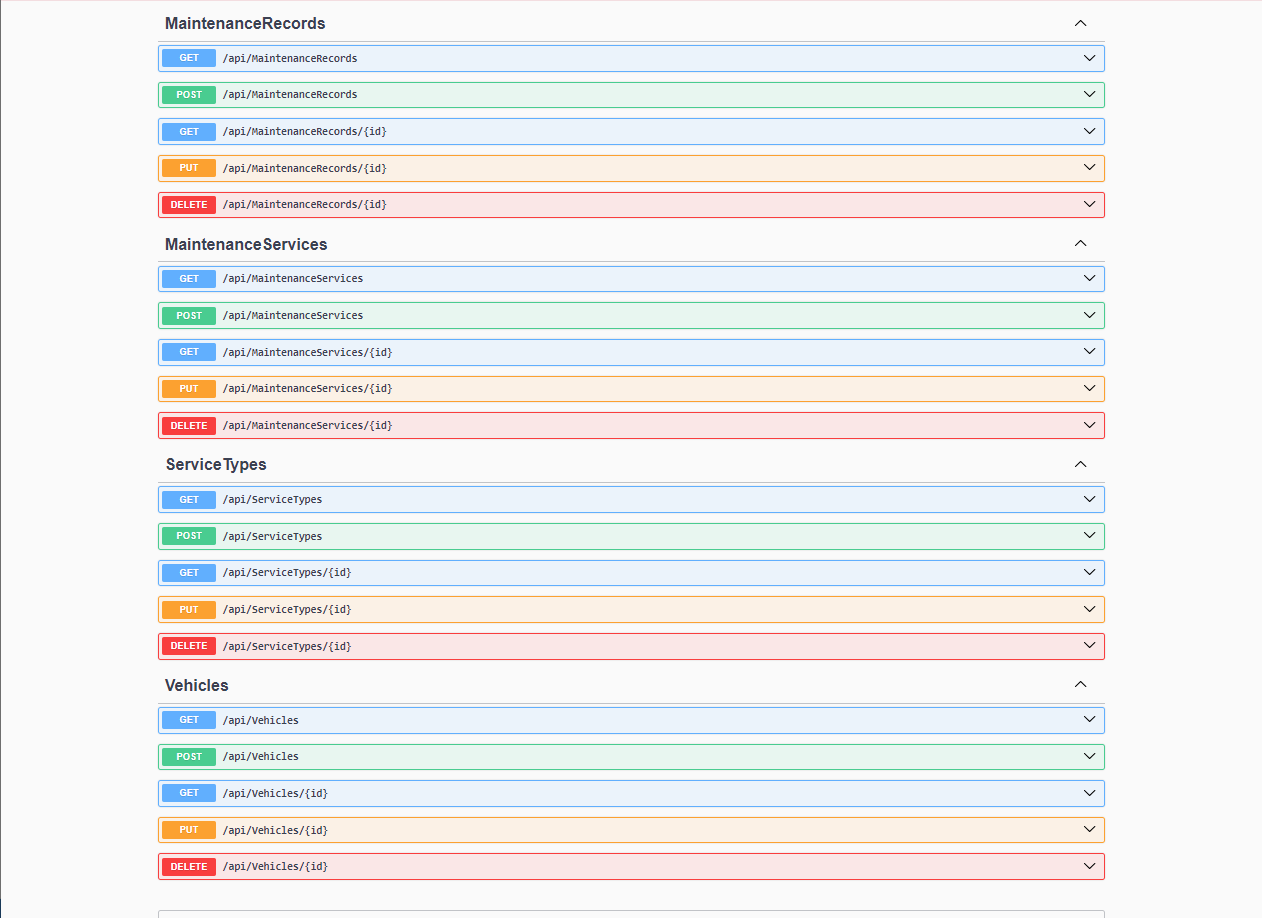 MaintenanceRecords
GET /api/MaintenanceRecords
POST /api/MaintenanceRecords
GET /api/MaintenanceRecords/{id}
PUT /api/MaintenanceRecords/{id}
DELETE /api/MaintenanceRecords/{id}
MaintenanceServices
GET /api/MaintenanceServices
POST /api/MaintenanceServices
GET /api/MaintenanceServices/{id}
PUT /api/MaintenanceServices/{id}
DELETE /api/MaintenanceServices/{id}
ServiceTypes
GET /api/ServiceTypes
POST /api/ServiceTypes
GET /api/ServiceTypes/{id}
PUT /api/ServiceTypes/{id}
DELETE /api/ServiceTypes/{id}
Vehicles
GET /api/Vehicles
POST /api/Vehicles
GET /api/Vehicles/{id}
PUT /api/Vehicles/{id}
DELETE /api/Vehicles/{id}